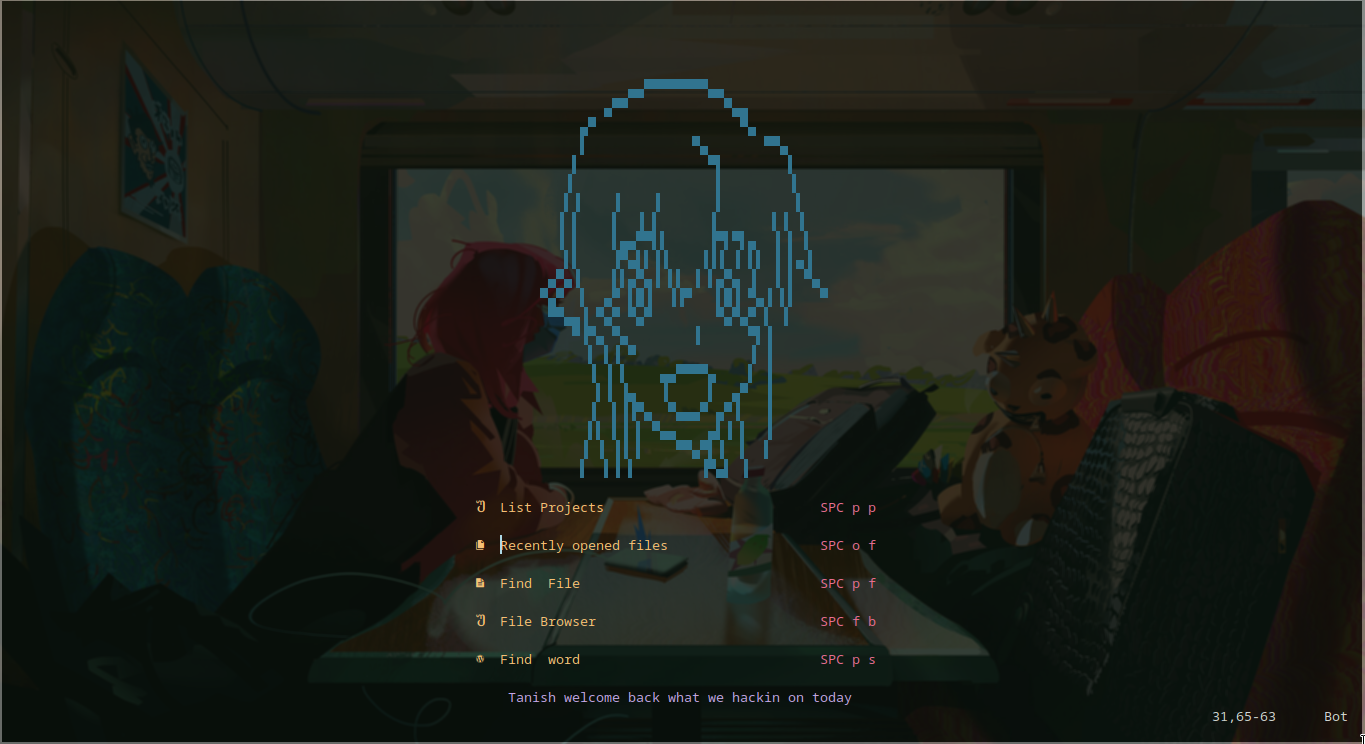 List Projects SPC p p
Recently opened files SPC o f
Find  File SPC p f
File Browser SPC f b
Find  word SPC p s
Tanish welcome back what we hackin on today
31,65-63 Bot